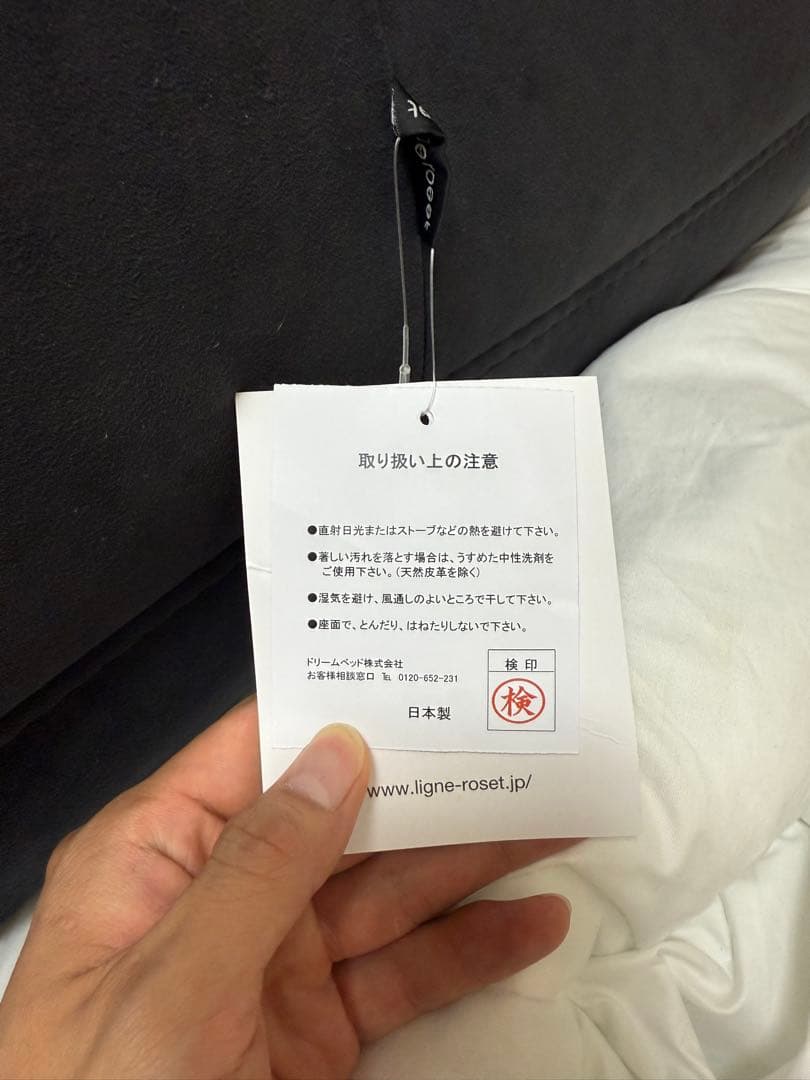 取り扱い上の注意
●直射日光またはストーブなどの熱を避けて下さい。
●著しい汚れを落とす場合は、うすめた中性洗剤を
ご使用下さい。（天然皮革を除く）
●湿気を避け、風通しのよいところで干して下さい。
●座面で、とんだり、はねたりしないで下さい。
ドリームベッド株式会社
お客様相談窓口 ℡ 0120-652-231
日本製
検 印
検
www.ligne-roset.jp/